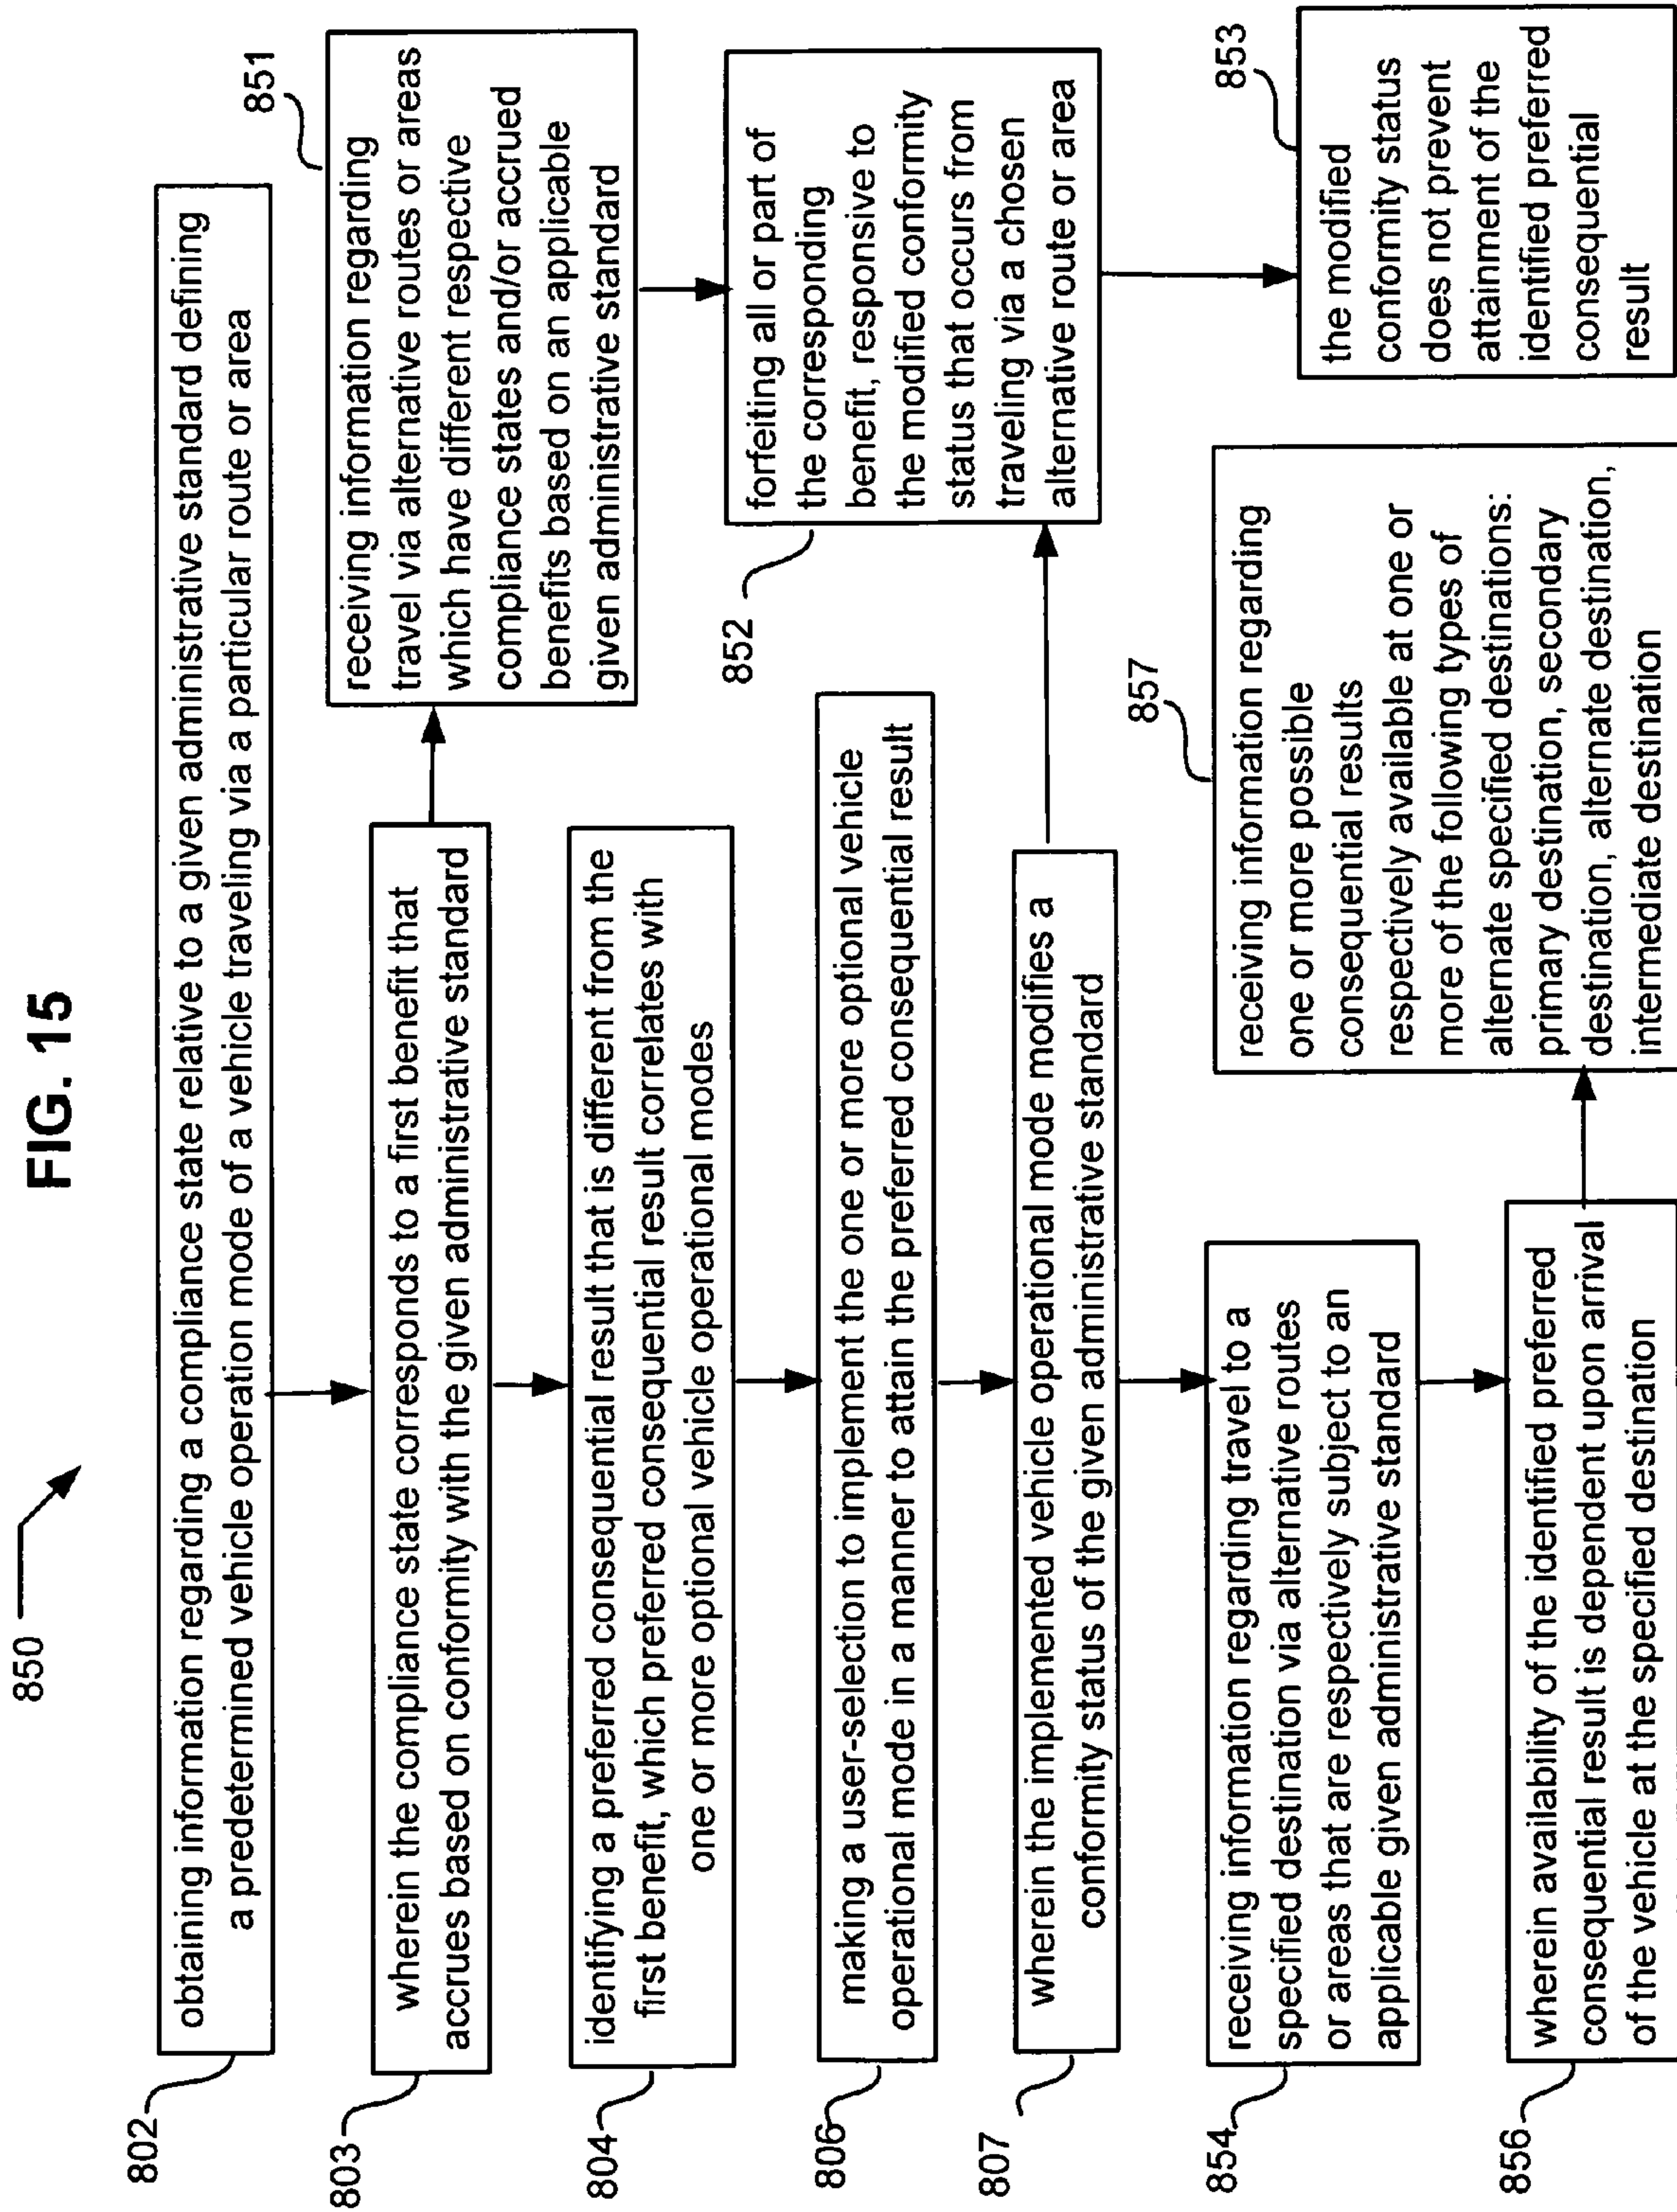 FIG. 15
850
802
obtaining information regarding a compliance state relative to a given administrative standard defining
a predetermined vehicle operation mode of a vehicle traveling via a particular route or area
803
wherein the compliance state corresponds to a first benefit that
accrues based on conformity with the given administrative standard
851
receiving information regarding
travel via alternative routes or areas
which have different respective
compliance states and/or accrued
benefits based on an applicable
given administrative standard
804
identifying a preferred consequential result that is different from the
first benefit, which preferred consequential result correlates with
one or more optional vehicle operational modes
852
forfeiting all or part of
the corresponding
benefit, responsive to
the modified conformity
status that occurs from
traveling via a chosen
alternative route or area
806
making a user-selection to implement the one or more optional vehicle
operational mode in a manner to attain the preferred consequential result
807
wherein the implemented vehicle operational mode modifies a
conformity status of the given administrative standard
853
the modified
conformity status
does not prevent
attainment of the
identified preferred
consequential
result
854
receiving information regarding travel to a
specified destination via alternative routes
or areas that are respectively subject to an
applicable given administrative standard
857
receiving information regarding
one or more possible
consequential results
respectively available at one or
more of the following types of
alternate specified destinations:
primary destination, secondary
destination, alternate destination,
intermediate destination
856
wherein availability of the identified preferred
consequential result is dependent upon arrival
of the vehicle at the specified destination